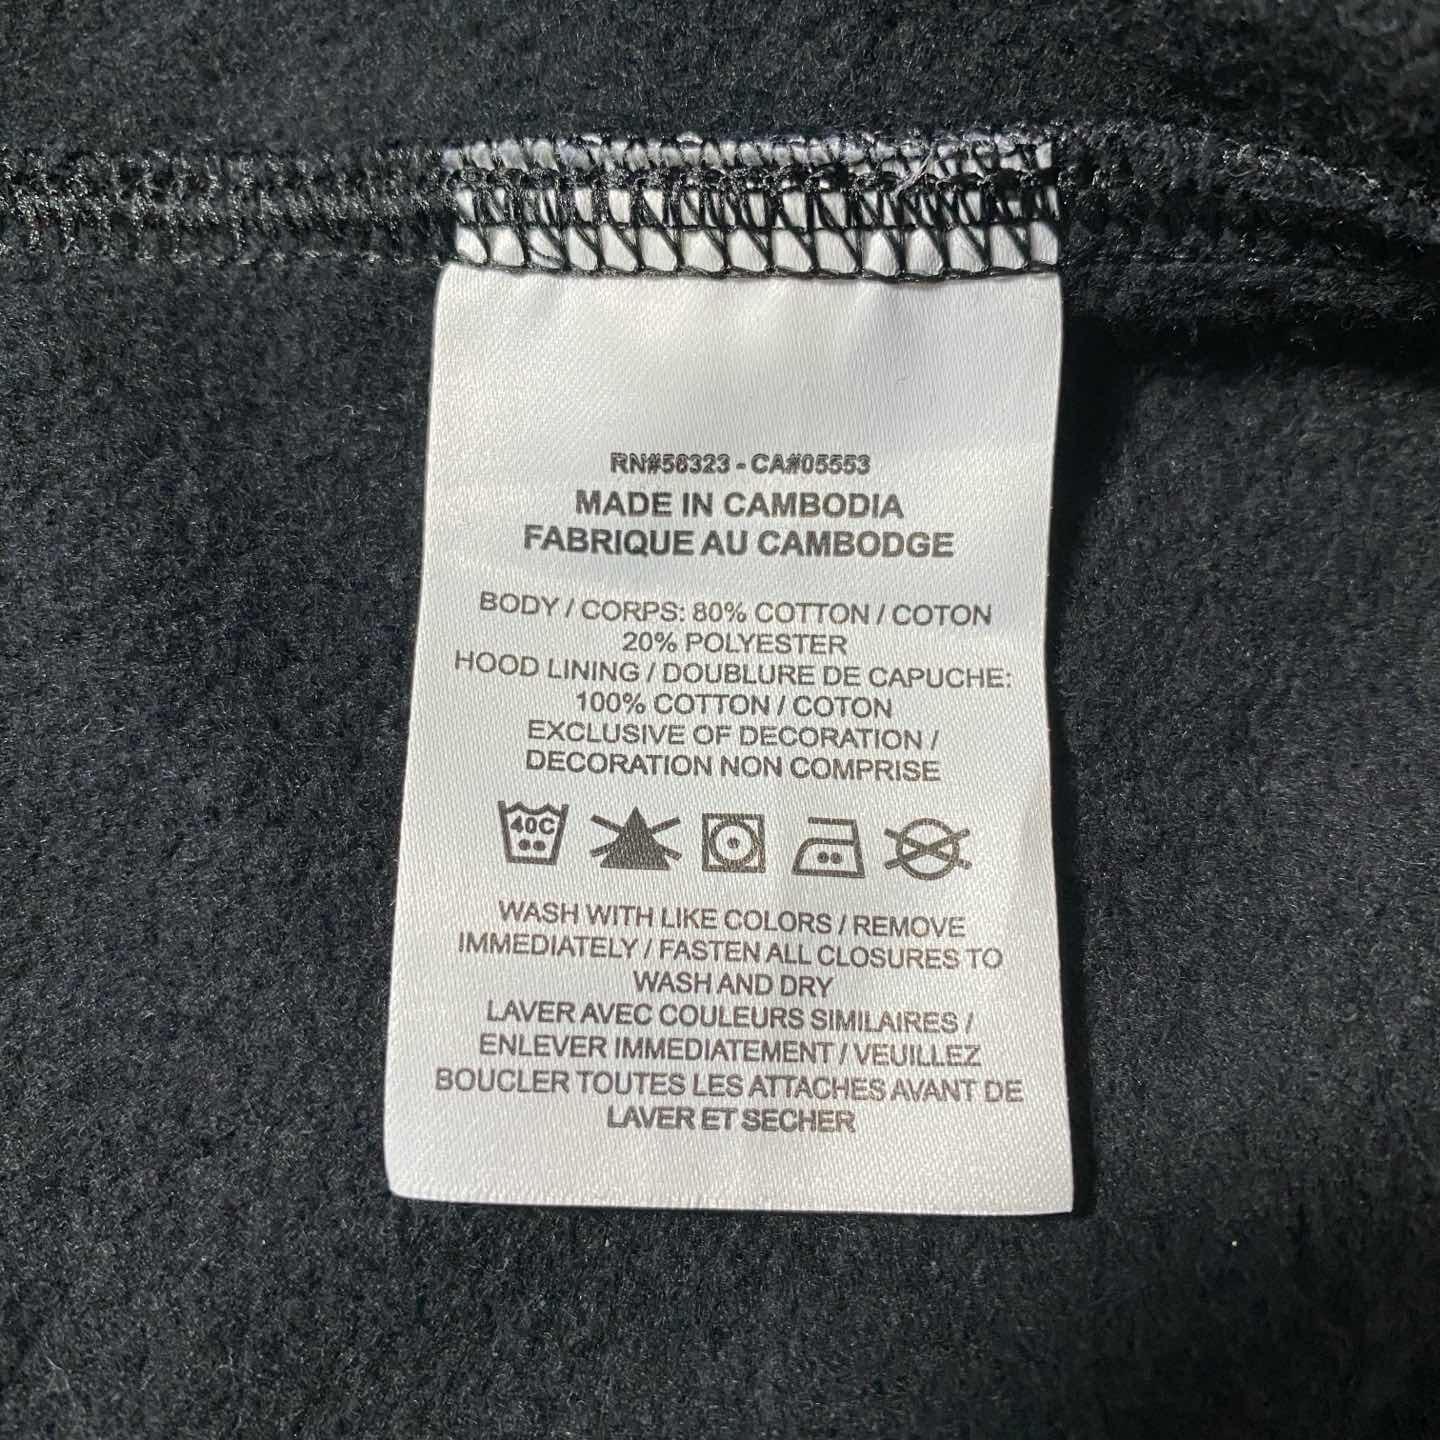 RN#56323 - CA#05553
MADE IN CAMBODIA
FABRIQUE AU CAMBODGE
BODY / CORPS: 80% COTTON / COTON
20% POLYESTER
HOOD LINING / DOUBLURE DE CAPUCHE:
100% COTTON / COTON
EXCLUSIVE OF DECORATION /
DECORATION NON COMPRISE
40C
WASH WITH LIKE COLORS / REMOVE
IMMEDIATELY / FASTEN ALL CLOSURES TO
WASH AND DRY
LAVER AVEC COULEURS SIMILAIRES /
ENLEVER IMMEDIATEMENT / VEUILLEZ
BOUCLER TOUTES LES ATTACHES AVANT DE
LAVER ET SECHER